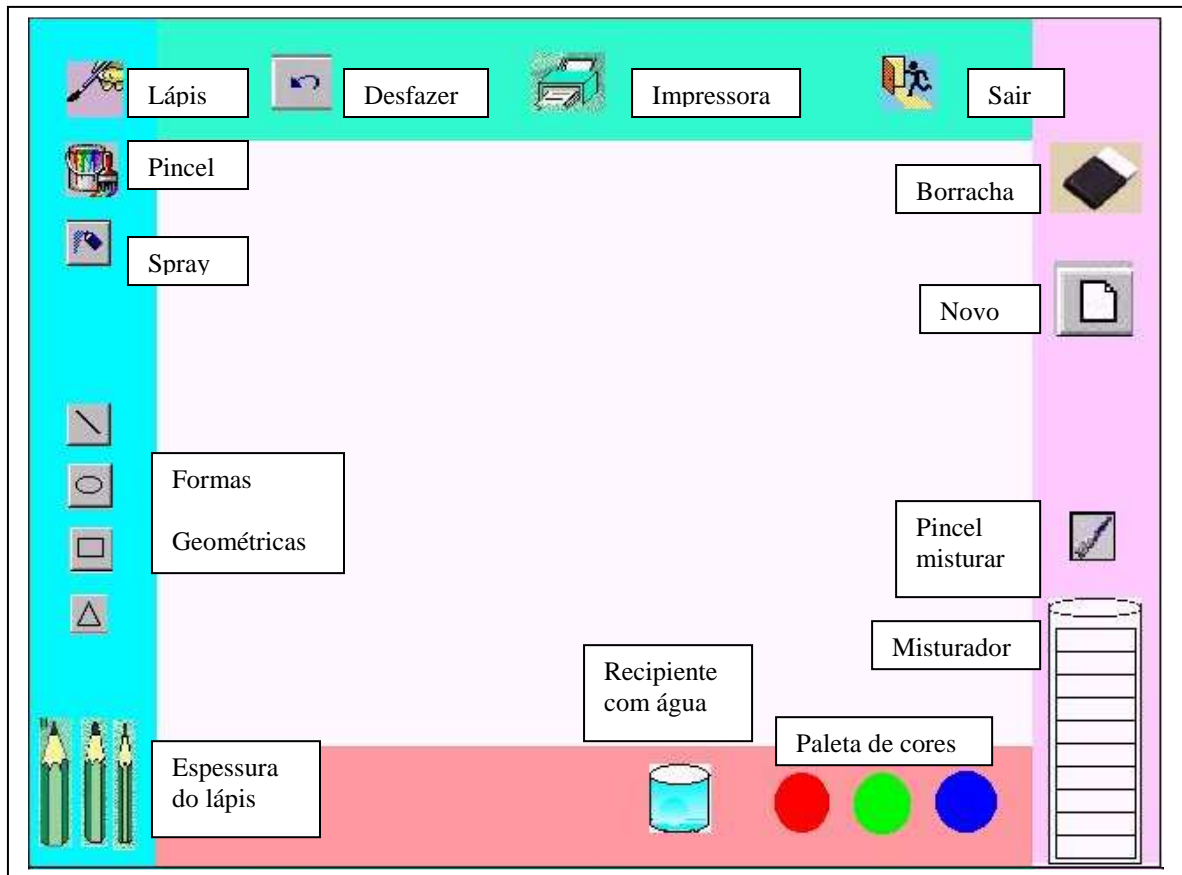 Lápis
Desfazer
Impressora
Sair
Pincel
Borracha
Spray
Novo
Formas
Geométricas
Pincel
misturar
Misturador
Recipiente
com água
Paleta de cores
Espessura
do lápis